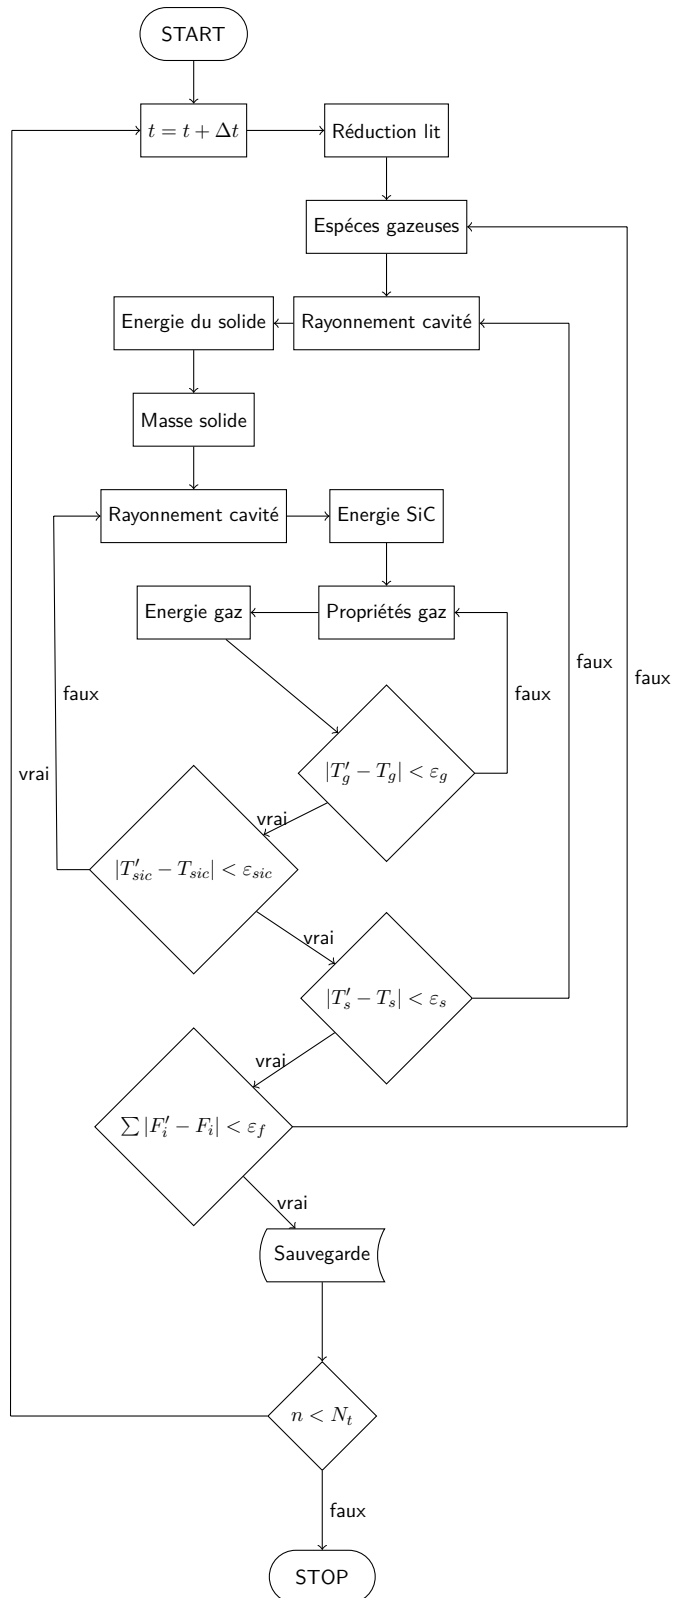 START
t = t + Δt
Réduction lit
Espéces gazeuses
Energie du solide
Rayonnement cavité
Masse solide
Rayonnement cavité
Energie SiC
Energie gaz
Propriétés gaz
faux
faux
faux
faux
|T′g − Tg| < εg
vrai
vrai
|T′sic − Tsic| < εsic
vrai
|T′s − Ts| < εs
vrai
∑ |F′i − Fi| < εf
vrai
Sauvegarde
n < Nt
faux
STOP